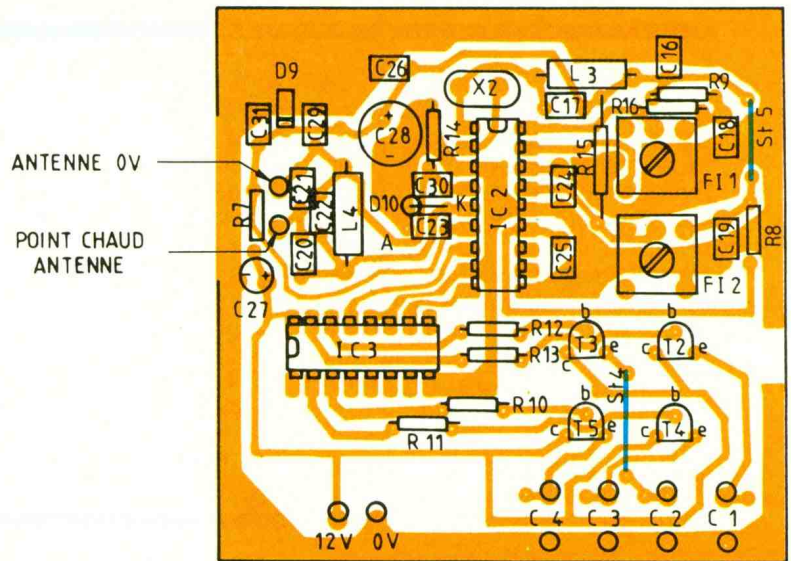 C26
D9
X2
L3
C16
R9
C17
R16
C31
C29
C28
R14
R15
C18
St5
ANTENNE 0V
C21
C30
IC2
C24
FI1
R7
C22
L4
D10
K
C23
A
POINT CHAUD
ANTENNE
C20
C25
C19
R8
C27
FI2
IC3
R12
R13
b
T3
e
c
b
T2
e
c
St4
R10
R11
b
c
T5
e
b
c
T4
e
12V
0V
C4
C3
C2
C1